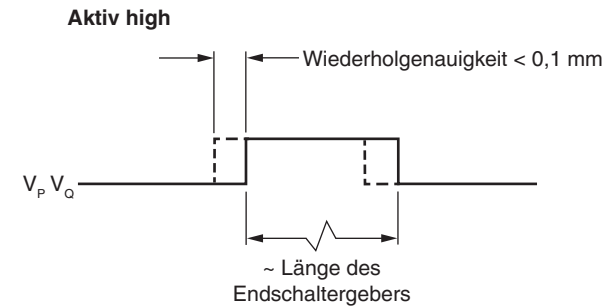 Aktiv high
Wiederholgenauigkeit < 0,1 mm
V_P V_Q
~ Länge des
Endschaltergebers